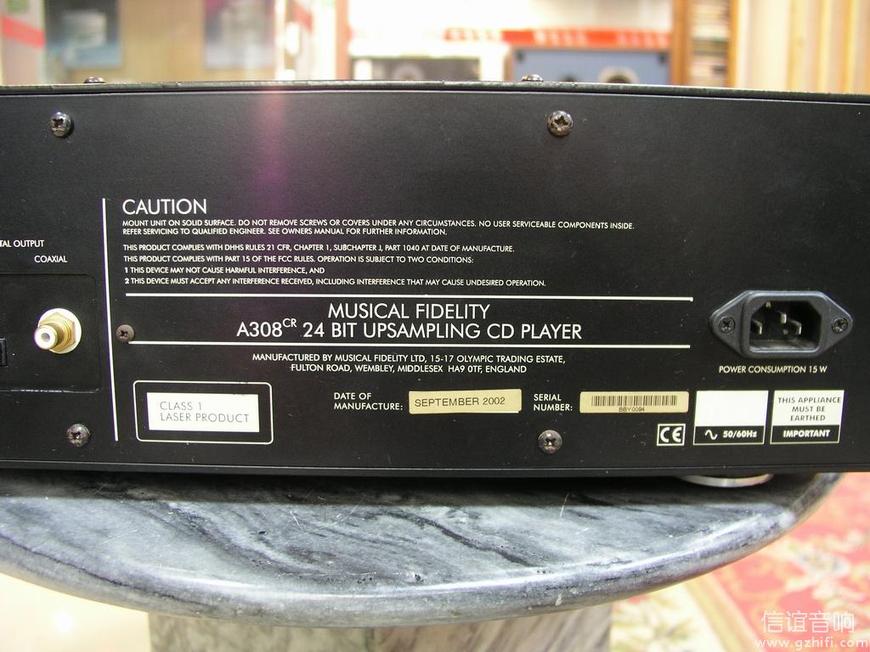 TAL OUTPUT
COAXIAL
CAUTION
MOUNT UNIT ON SOLID SURFACE. DO NOT REMOVE SCREWS OR COVERS UNDER ANY CIRCUMSTANCES. NO USER SERVICEABLE COMPONENTS INSIDE.
REFER SERVICING TO QUALIFIED ENGINEER. SEE OWNERS MANUAL FOR FURTHER INFORMATION.
THIS PRODUCT COMPLIES WITH DHHS RULES 21 CFR, CHAPTER 1, SUBCHAPTER J, PART 1040 AT DATE OF MANUFACTURE.
THIS PRODUCT COMPLIES WITH PART 15 OF THE FCC RULES. OPERATION IS SUBJECT TO TWO CONDITIONS:
1 THIS DEVICE MAY NOT CAUSE HARMFUL INTERFERENCE, AND
2 THIS DEVICE MUST ACCEPT ANY INTERFERENCE RECEIVED, INCLUDING INTERFERENCE THAT MAY CAUSE UNDESIRED OPERATION.
MUSICAL FIDELITY
A308CR 24 BIT UPSAMPLING CD PLAYER
MANUFACTURED BY MUSICAL FIDELITY LTD, 15-17 OLYMPIC TRADING ESTATE,
FULTON ROAD, WEMBLEY, MIDDLESEX HA9 0TF, ENGLAND
POWER CONSUMPTION 15 W
CLASS 1
LASER PRODUCT
DATE OF
MANUFACTURE:
SEPTEMBER 2002
SERIAL
NUMBER:
BBY0094
CE
50/60Hz
THIS APPLIANCE
MUST BE
EARTHED
IMPORTANT
信谊音响
www.gzhifi.com